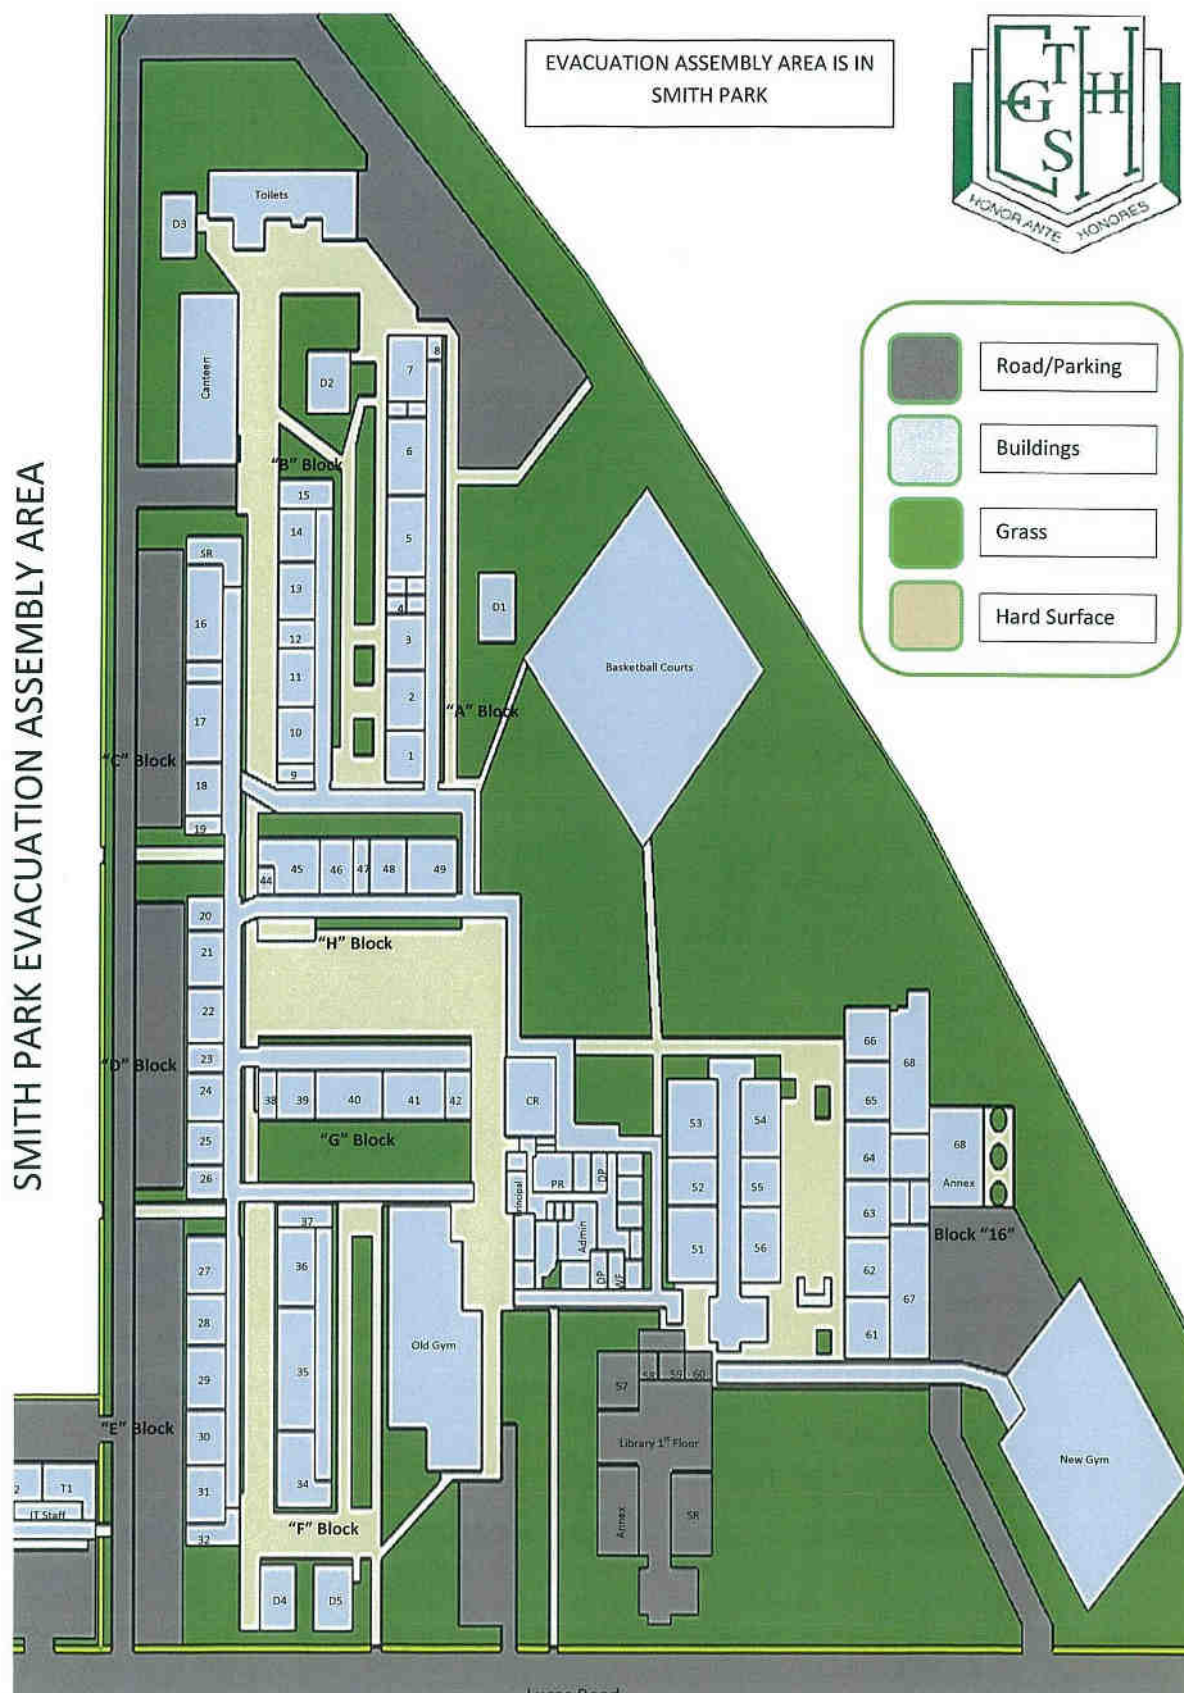 EVACUATION ASSEMBLY AREA IS IN
SMITH PARK
T
G H
S
HONOR ANTE HONORES
Road/Parking
Buildings
Grass
Hard Surface
SMITH PARK EVACUATION ASSEMBLY AREA
Toilets
D3
Canteen
D2
7
8
6
"B" Block
15
14
5
SR
13
4
D1
16
12
3
Basketball Courts
11
2
17
10
"A" Block
1
"C" Block
9
18
19
44
45
46
47
48
49
20
"H" Block
21
22
66
68
"D" Block
23
24
38
39
40
41
42
CR
65
53
54
"G" Block
25
64
68
Annex
26
PR
DP
52
55
Principal
63
37
Admin
51
56
Block "16"
27
36
DP
62
67
28
61
Old Gym
29
35
57
58
59
60
"E" Block
30
Library 1st Floor
New Gym
2
T1
31
34
IT Staff
32
"F" Block
Annex
SR
D4
D5